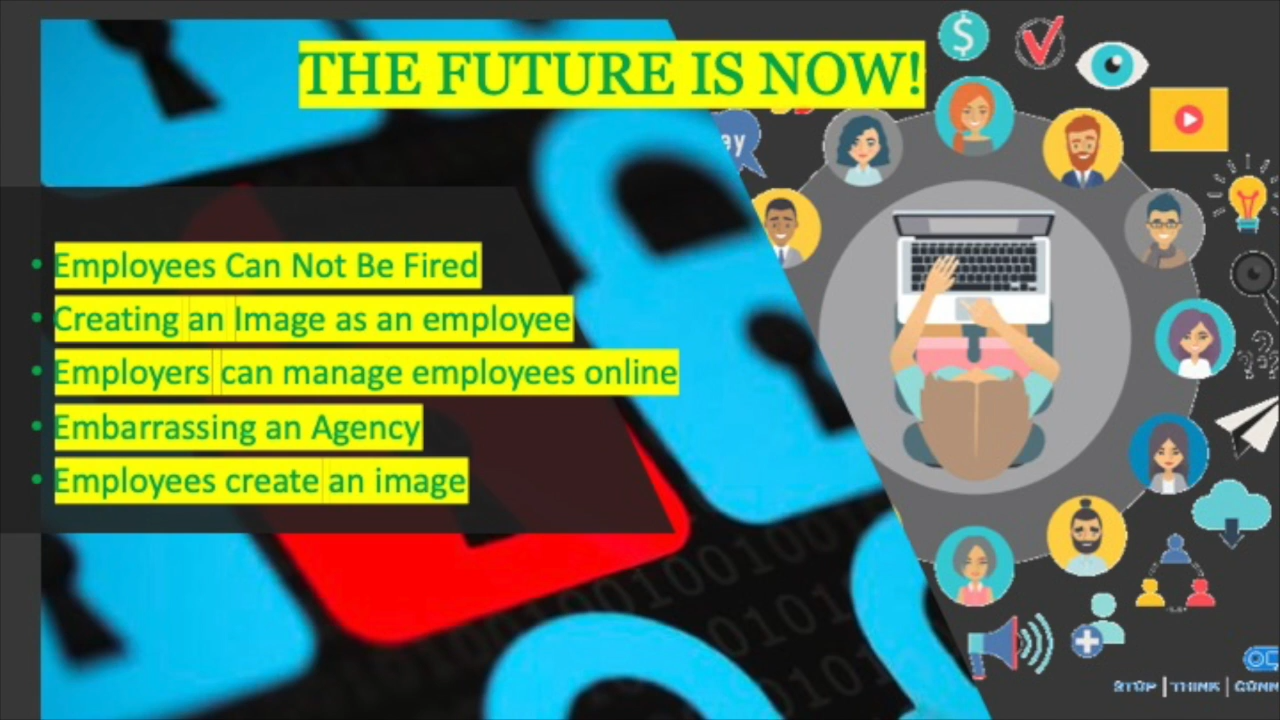 THE FUTURE IS NOW!
• Employees Can Not Be Fired
• Creating an Image as an employee
• Employers can manage employees online
• Embarrassing an Agency
• Employees create an image
STOP | THINK |